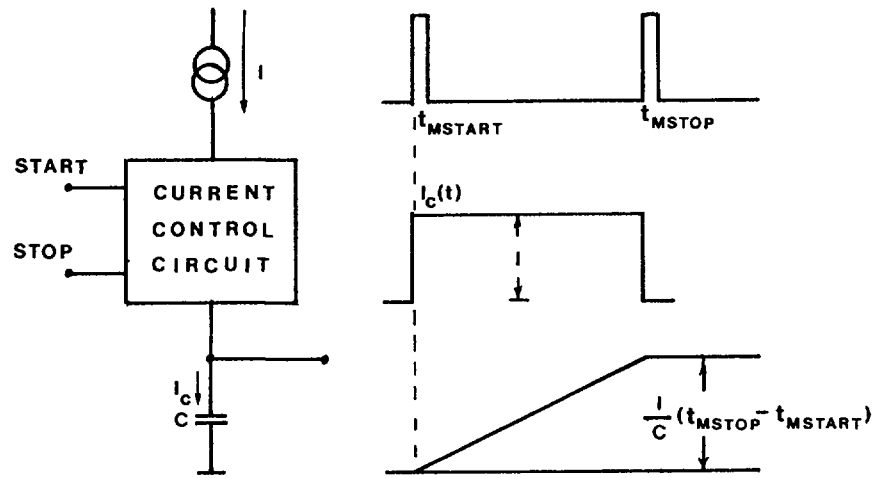 I
START
STOP
CURRENT
CONTROL
CIRCUIT
I_c
C
t_MSTART
t_MSTOP
I_c(t)
I
I/C (t_MSTOP - t_MSTART)